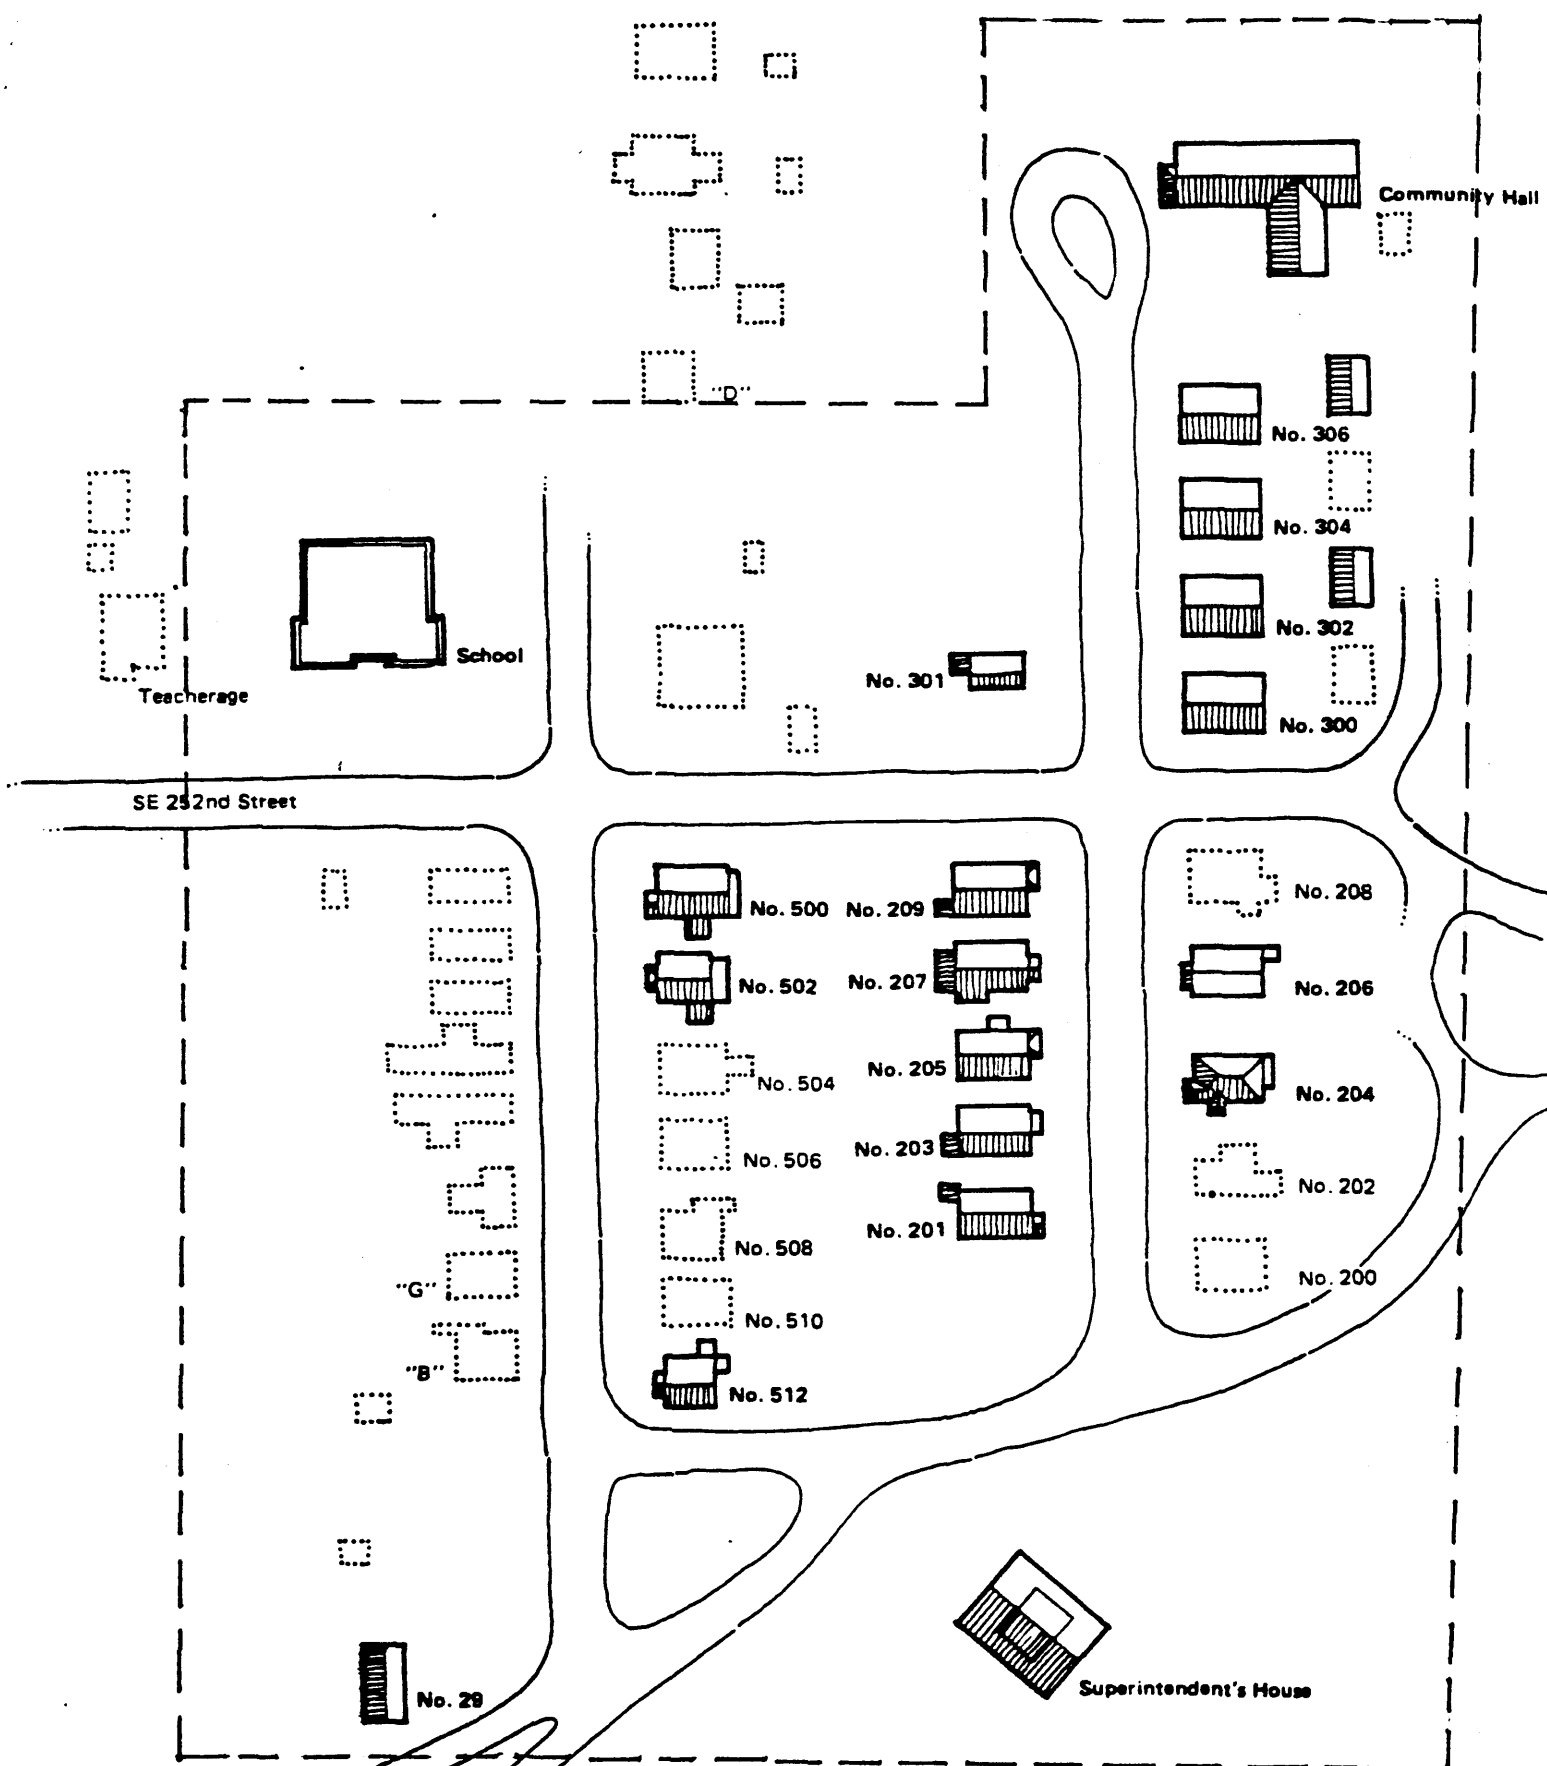 Community Hall
"D"
No. 306
No. 304
No. 302
School
No. 301
Teacherage
No. 300
SE 252nd Street
No. 208
No. 500
No. 209
No. 502
No. 207
No. 206
No. 205
No. 504
No. 204
No. 203
No. 506
No. 202
No. 201
No. 508
No. 200
"G"
No. 510
"B"
No. 512
Superintendent's House
No. 29